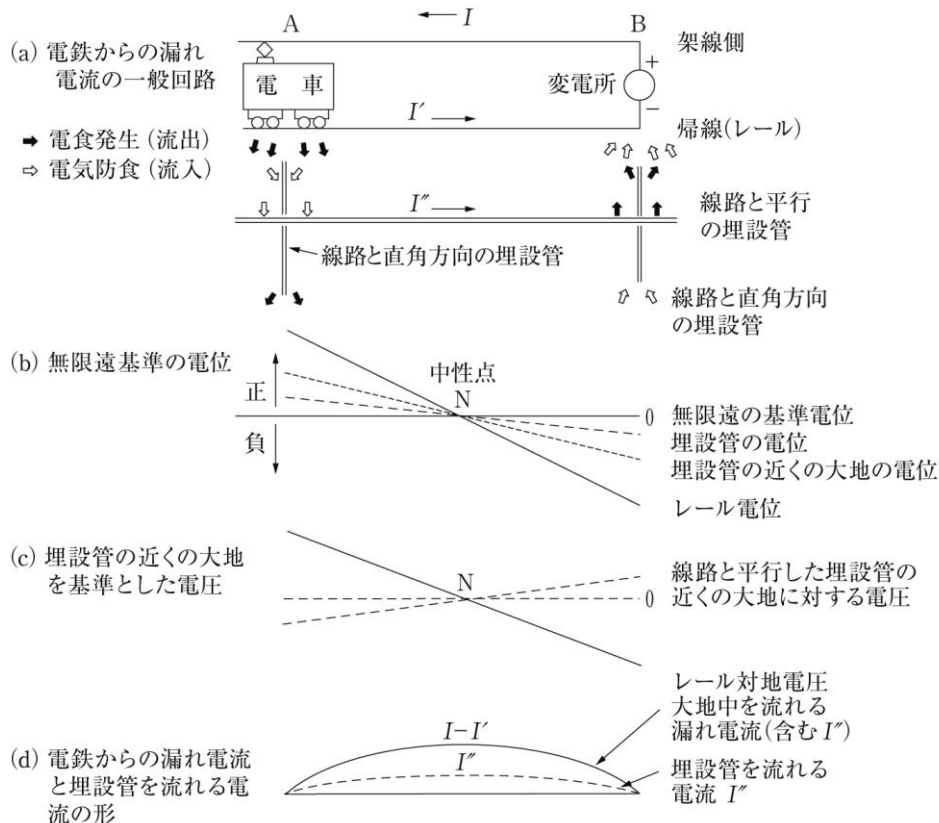 A
I
B
(a) 電鉄からの漏れ
電流の一般回路
架線側
+
変電所
−
電 車
I′
帰線(レール)
電食発生 (流出)
電気防食 (流入)
I″
線路と平行
の埋設管
線路と直角方向の埋設管
線路と直角方向
の埋設管
(b) 無限遠基準の電位
正
負
中性点
N
0 無限遠の基準電位
埋設管の電位
埋設管の近くの大地の電位
レール電位
(c) 埋設管の近くの大地
を基準とした電圧
N
0
線路と平行した埋設管の
近くの大地に対する電圧
レール対地電圧
大地中を流れる
漏れ電流(含む I″)
(d) 電鉄からの漏れ電流
と埋設管を流れる電
流の形
I−I′
I″
埋設管を流れる
電流 I″